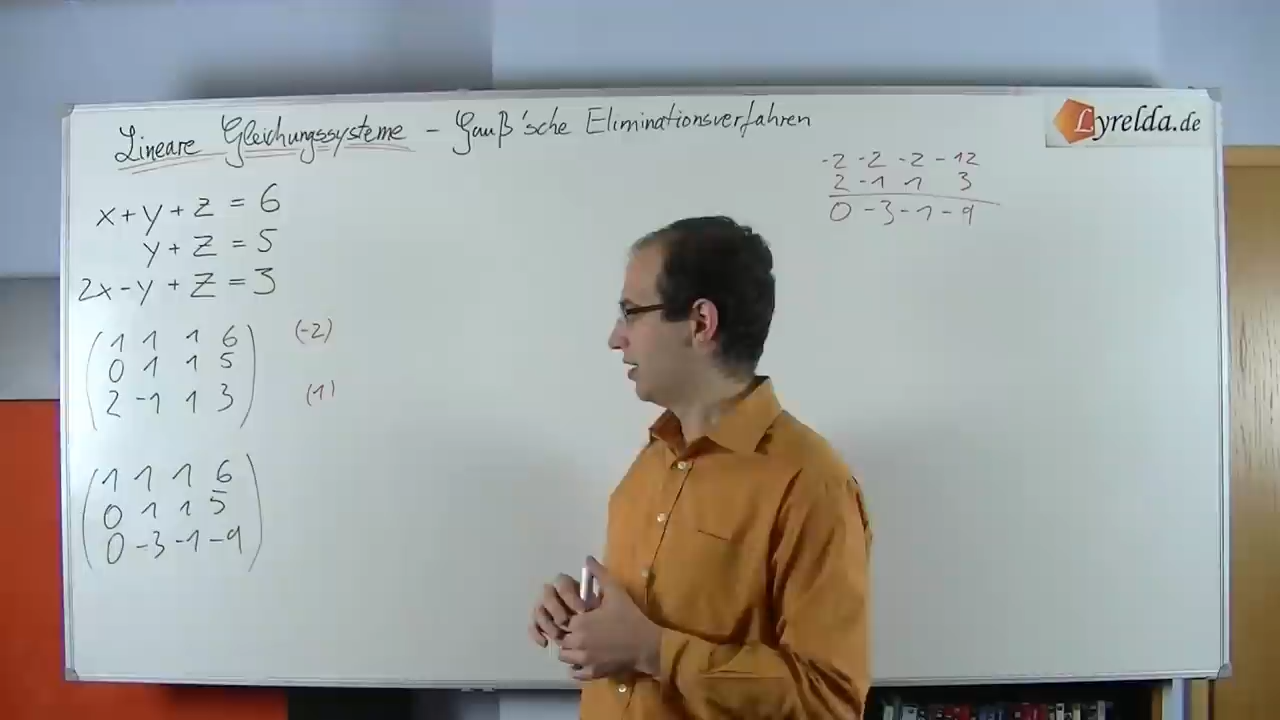 Lineare Gleichungssysteme - Gauß'sche Eliminationsverfahren
Lyrelda.de
-2 -2 -2 -12
2 -1 1 3
0 -3 -1 -9
x+y+z = 6
y+z = 5
2x-y+z=3
1 1 1 6 (-2)
0 1 1 5
2 -1 1 3 (1)
1 1 1 6
0 1 1 5
0 -3 -1 -9